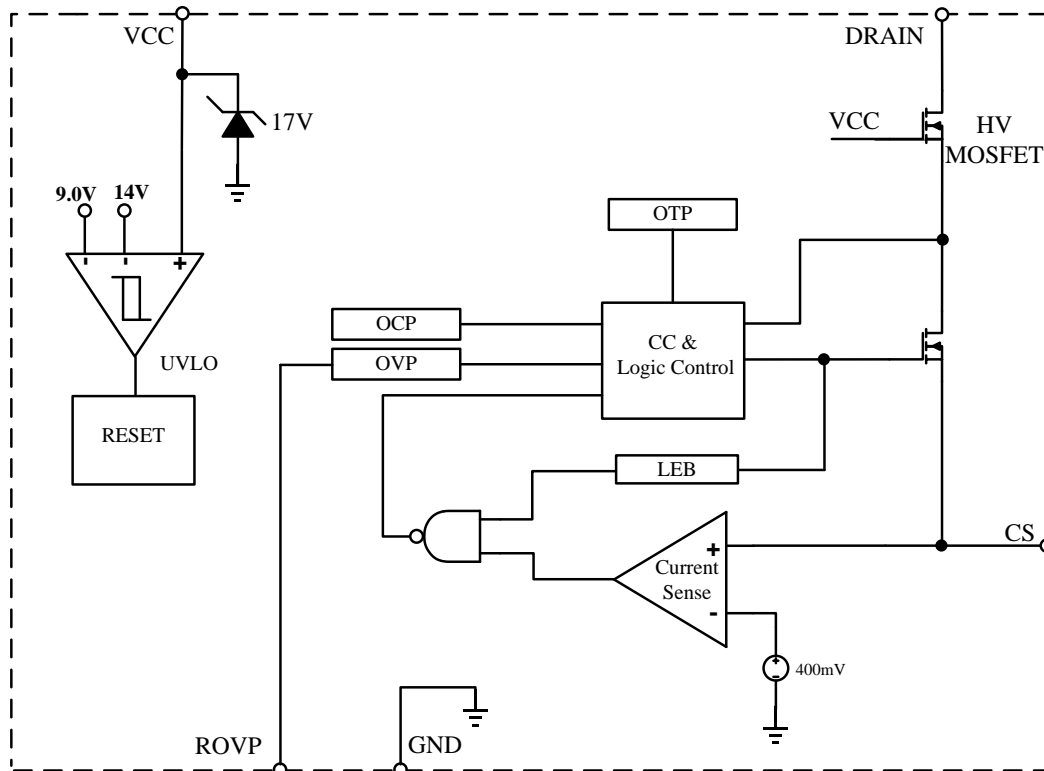 VCC
DRAIN
17V
VCC
HV
MOSFET
9.0V
14V
OTP
- - +
OCP
CC &
Logic Control
OVP
UVLO
RESET
LEB
CS
+
Current
Sense
-
+
-
400mV
ROVP
GND